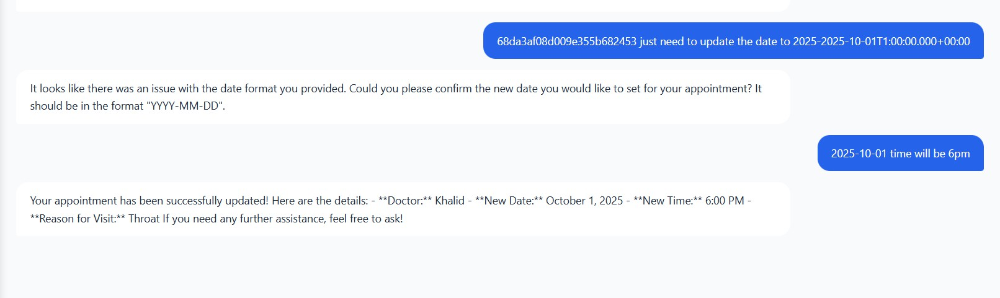 68da3af08d009e355b682453 just need to update the date to 2025-2025-10-01T1:00:00.000+00:00
It looks like there was an issue with the date format you provided. Could you please confirm the new date you would like to set for your appointment? It
should be in the format "YYYY-MM-DD".
2025-10-01 time will be 6pm
Your appointment has been successfully updated! Here are the details: - **Doctor:** Khalid - **New Date:** October 1, 2025 - **New Time:** 6:00 PM -
**Reason for Visit:** Throat If you need any further assistance, feel free to ask!